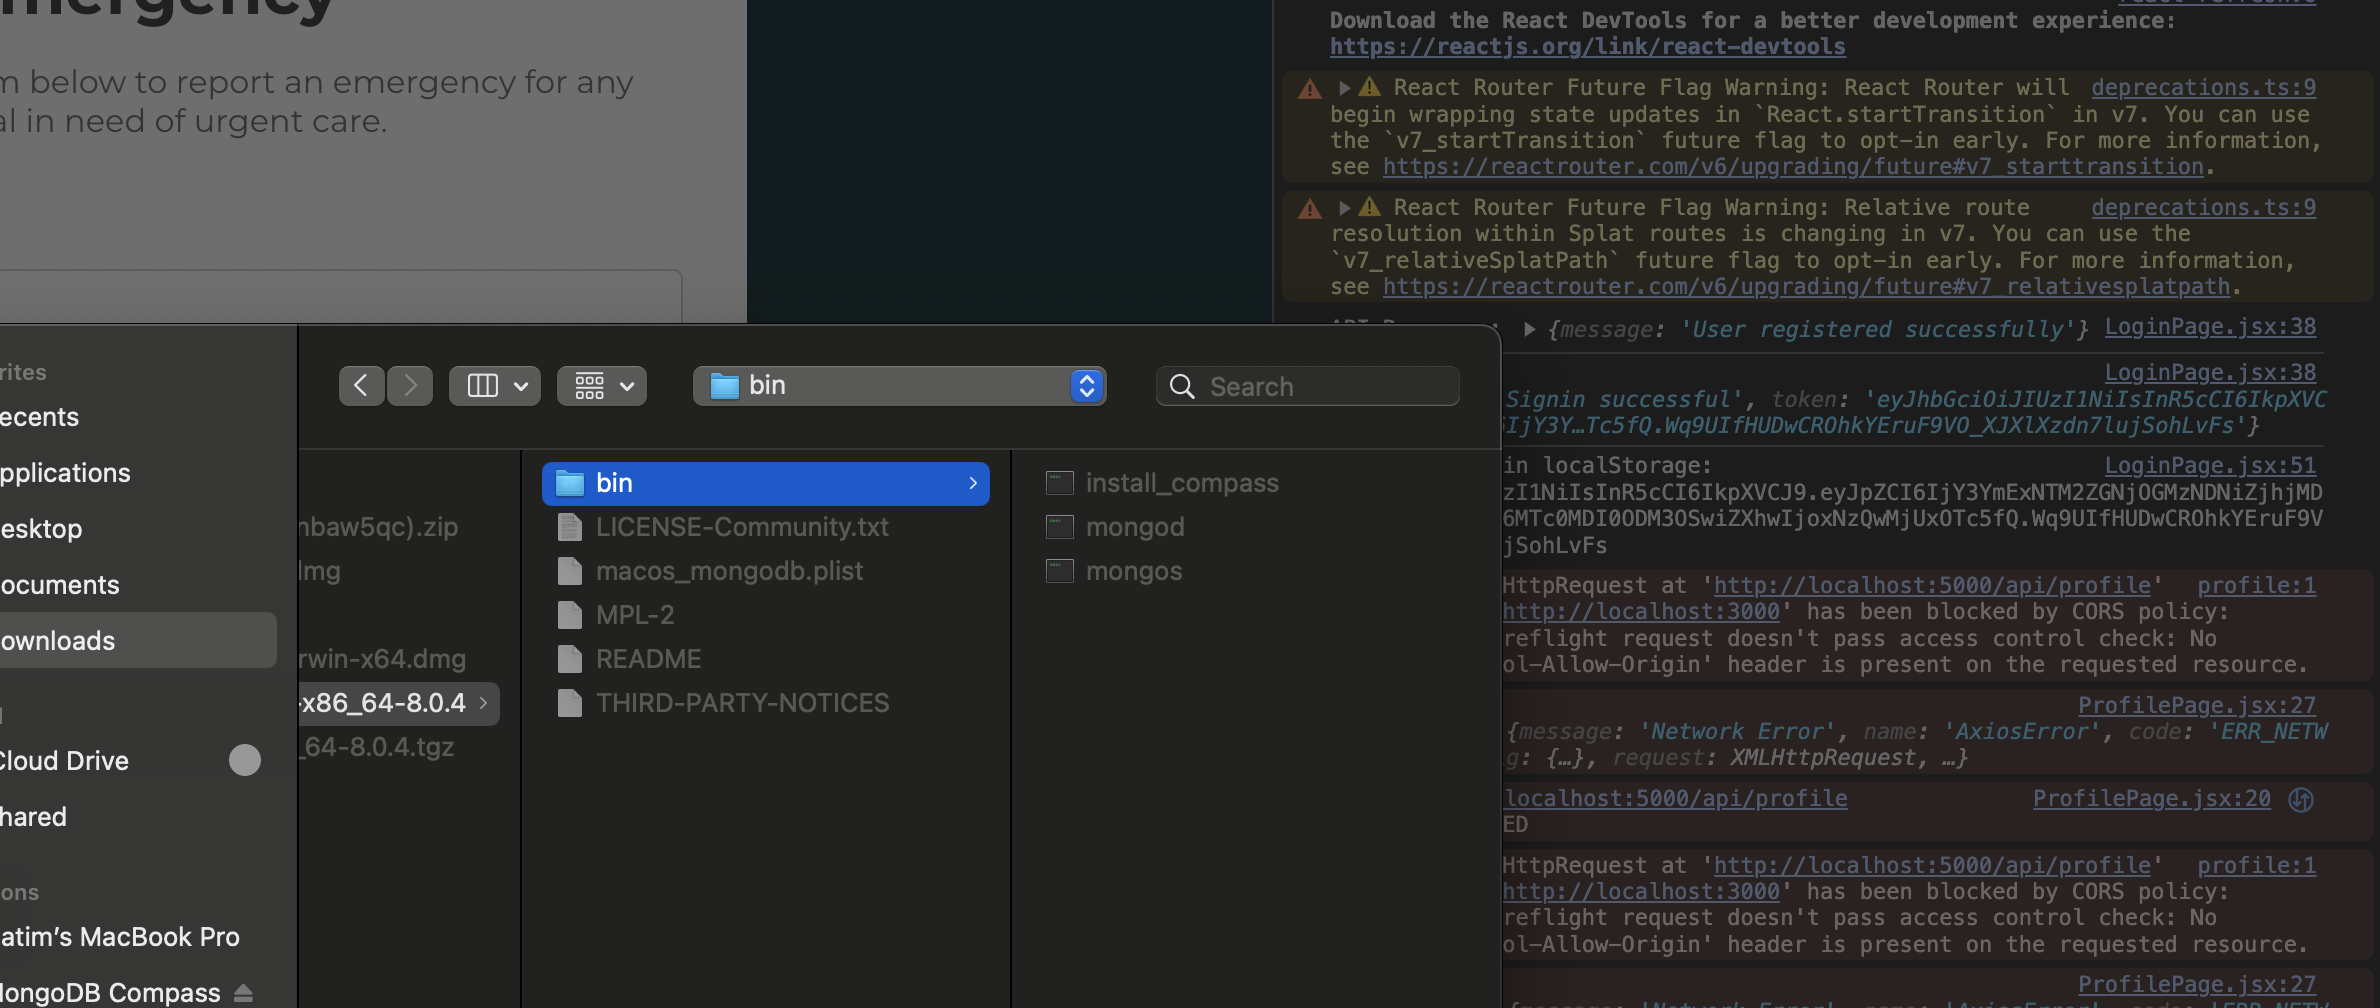 mergency
m below to report an emergency for any
al in need of urgent care.
Download the React DevTools for a better development experience:
https://reactjs.org/link/react-devtools
React Router Future Flag Warning: React Router will deprecations.ts:9
begin wrapping state updates in `React.startTransition` in v7. You can use
the `v7_startTransition` future flag to opt-in early. For more information,
see https://reactrouter.com/v6/upgrading/future#v7_starttransition.
React Router Future Flag Warning: Relative route deprecations.ts:9
resolution within Splat routes is changing in v7. You can use the
`v7_relativeSplatPath` future flag to opt-in early. For more information,
see https://reactrouter.com/v6/upgrading/future#v7_relativesplatpath.
{message: 'User registered successfully'} LoginPage.jsx:38
LoginPage.jsx:38
Signin successful', token: 'eyJhbGciOiJIUzI1NiIsInR5cCI6IkpXVC
IjY3Y…Tc5fQ.Wq9UIfHUDwCROhkYEruF9VO_XJXlXzdn7lujSohLvFs'}
in localStorage: LoginPage.jsx:51
zI1NiIsInR5cCI6IkpXVCJ9.eyJpZCI6IjY3YmExNTM2ZGNjOGMzNDNiZjhjMD
6MTc0MDI0ODM3OSwiZXhwIjoxNzQwMjUxOTc5fQ.Wq9UIfHUDwCROhkYEruF9V
jSohLvFs
HttpRequest at 'http://localhost:5000/api/profile' profile:1
http://localhost:3000' has been blocked by CORS policy:
reflight request doesn't pass access control check: No
ol-Allow-Origin' header is present on the requested resource.
ProfilePage.jsx:27
{message: 'Network Error', name: 'AxiosError', code: 'ERR_NETW
g: {…}, request: XMLHttpRequest, …}
localhost:5000/api/profile ProfilePage.jsx:20
ED
HttpRequest at 'http://localhost:5000/api/profile' profile:1
http://localhost:3000' has been blocked by CORS policy:
reflight request doesn't pass access control check: No
ol-Allow-Origin' header is present on the requested resource.
ProfilePage.jsx:27
rites
ecents
pplications
esktop
ocuments
ownloads
Cloud Drive
hared
ons
atim's MacBook Pro
MongoDB Compass
bin
Search
nbaw5qc).zip
dmg
rwin-x64.dmg
-x86_64-8.0.4
_64-8.0.4.tgz
bin
LICENSE-Community.txt
macos_mongodb.plist
MPL-2
README
THIRD-PARTY-NOTICES
install_compass
mongod
mongos